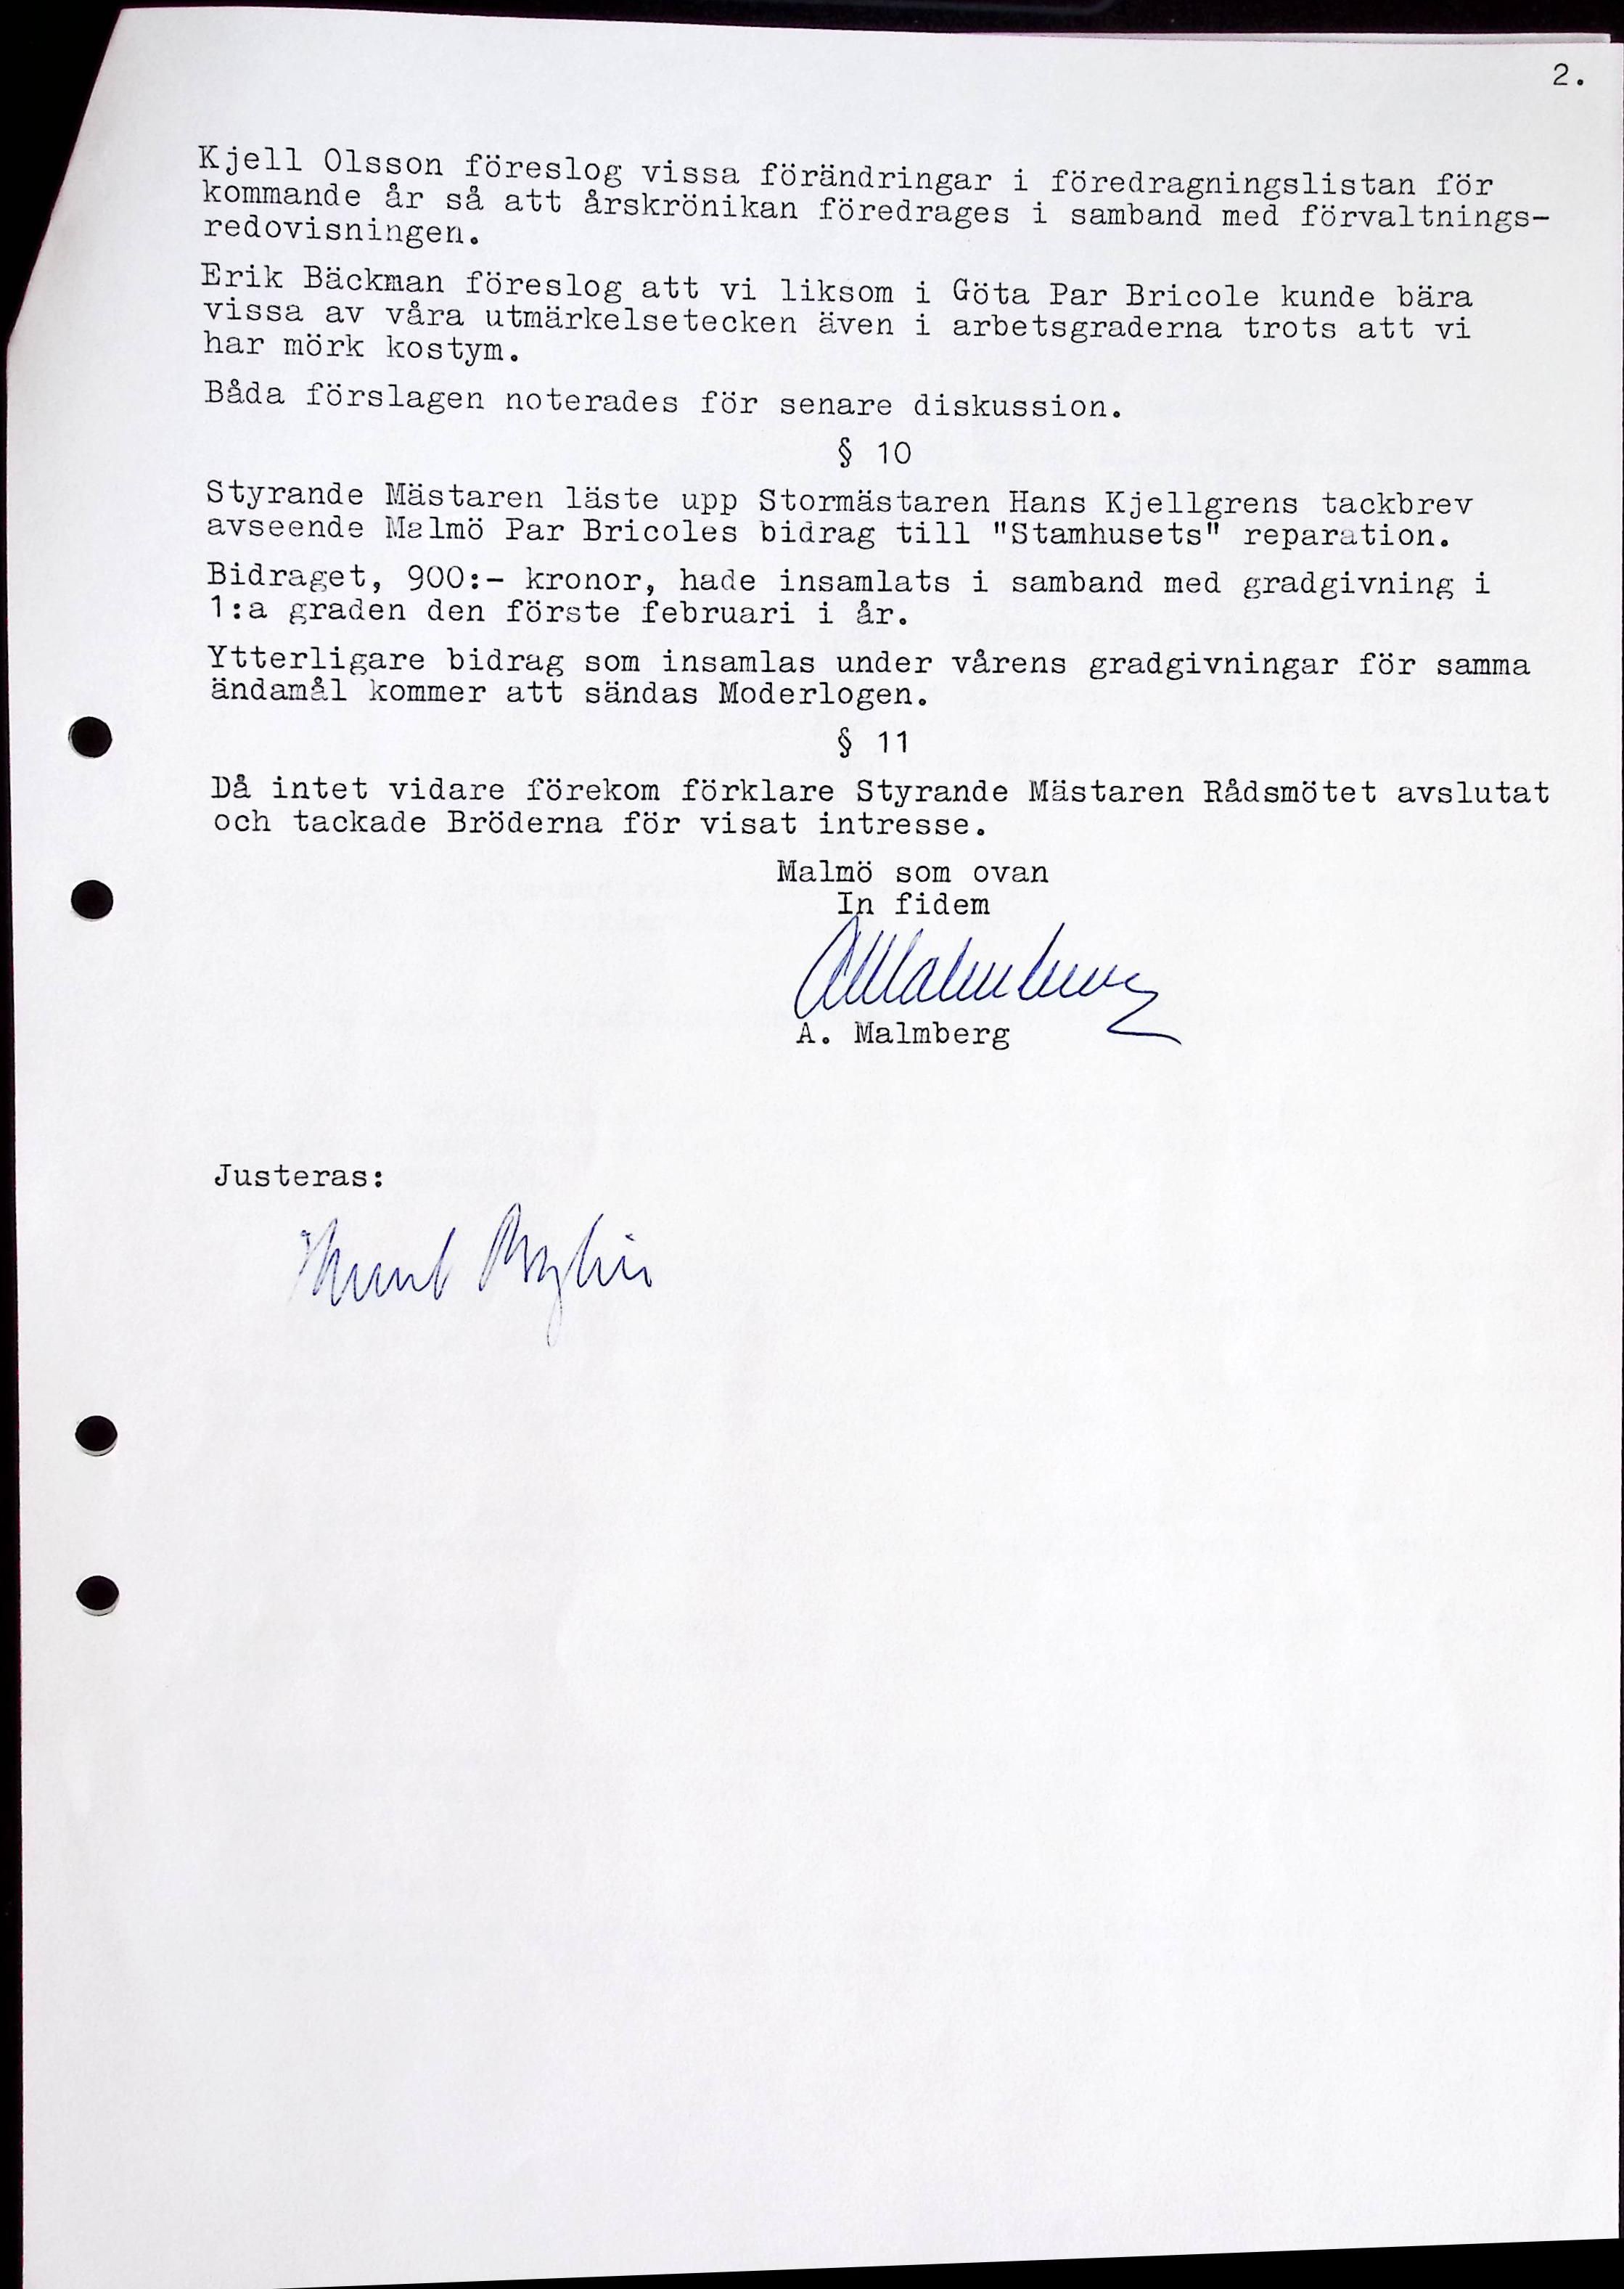 2.
Kjell Olsson föreslog vissa förändringar i föredragningslistan för
kommande år så att årskrönikan föredrages i samband med förvaltnings-
redovisningen.
Erik Bäckman föreslog att vi liksom i Göta Par Bricole kunde bära
vissa av våra utmärkelsetecken även i arbetsgraderna trots att vi
har mörk kostym.
Båda förslagen noterades för senare diskussion.
§ 10
Styrande Mästaren läste upp Stormästaren Hans Kjellgrens tackbrev
avseende Malmö Par Bricoles bidrag till "Stamhusets" reparation.
Bidraget, 900:- kronor, hade insamlats i samband med gradgivning i
1:a graden den förste februari i år.
Ytterligare bidrag som insamlas under vårens gradgivningar för samma
ändamål kommer att sändas Moderlogen.
§ 11
Då intet vidare förekom förklare Styrande Mästaren Rådsmötet avslutat
och tackade Bröderna för visat intresse.
Malmö som ovan
In fidem
AMalmberg
A. Malmberg
Justeras: